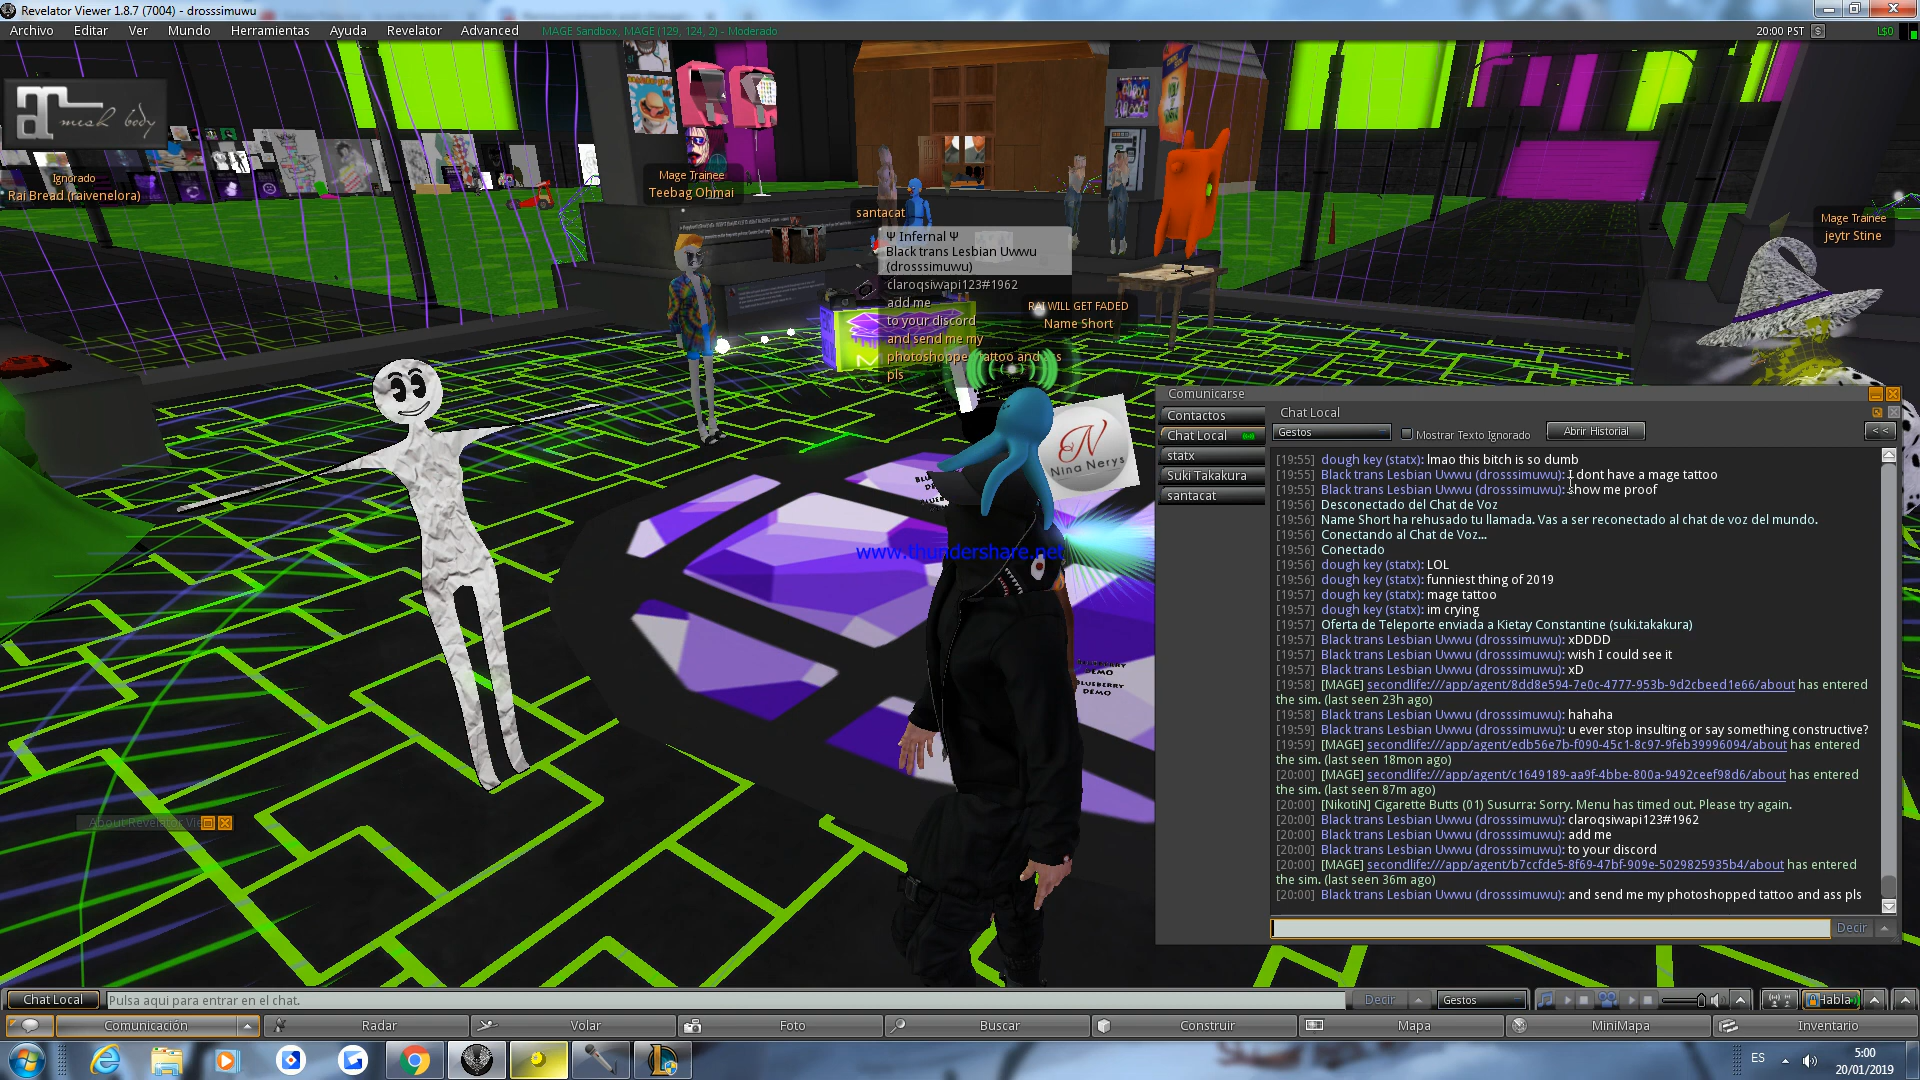 Revelator Viewer 1.8.7 (7004) - drosssimuwu
Archivo Editar Ver Mundo Herramientas Ayuda Revelator Advanced MAGE Sandbox, MAGE (129, 124, 2) - Moderado 20:00 PST S L$0
mesh body
Ignorado
Rai Bread (raivenelora)
Mage Trainee
Teebag Ohmai
santacat
Ψ Infernal Ψ
Black trans Lesbian Uwwu
(drosssimuwu)
claroqsiwapi123#1962
add me
to your discord
and send me my
pls
RAI WILL GET FADED
Name Short
Mage Trainee
jeytr Stine
N
Nina Nerys
www.thundershare.net
BLUEBERRY
DEMO
BLUEBERRY
DEMO
Comunicarse
Contactos
Chat Local
statx
Suki Takakura
santacat
Chat Local
Gestos Mostrar Texto Ignorado Abrir Historial <<
[19:55] dough key (statx): lmao this bitch is so dumb
[19:55] Black trans Lesbian Uwwu (drosssimuwu): I dont have a mage tattoo
[19:55] Black trans Lesbian Uwwu (drosssimuwu): show me proof
[19:56] Desconectado del Chat de Voz
[19:56] Name Short ha rehusado tu llamada. Vas a ser reconectado al chat de voz del mundo.
[19:56] Conectando al Chat de Voz...
[19:56] Conectado
[19:56] dough key (statx): LOL
[19:56] dough key (statx): funniest thing of 2019
[19:57] dough key (statx): mage tattoo
[19:57] dough key (statx): im crying
[19:57] Oferta de Teleporte enviada a Kietay Constantine (suki.takakura)
[19:57] Black trans Lesbian Uwwu (drosssimuwu): xDDDD
[19:57] Black trans Lesbian Uwwu (drosssimuwu): wish I could see it
[19:57] Black trans Lesbian Uwwu (drosssimuwu): xD
[19:58] [MAGE] secondlife:///app/agent/8dd8e594-7e0c-4777-953b-9d2cbeed1e66/about has entered
the sim. (last seen 23h ago)
[19:58] Black trans Lesbian Uwwu (drosssimuwu): hahaha
[19:59] Black trans Lesbian Uwwu (drosssimuwu): u ever stop insulting or say something constructive?
[19:59] [MAGE] secondlife:///app/agent/edb56e7b-f090-45c1-8c97-9feb39996094/about has entered
the sim. (last seen 18mon ago)
[20:00] [MAGE] secondlife:///app/agent/c1649189-aa9f-4bbe-800a-9492ceef98d6/about has entered
the sim. (last seen 87m ago)
[20:00] [NikotiN] Cigarette Butts (01) Susurra: Sorry. Menu has timed out. Please try again.
[20:00] Black trans Lesbian Uwwu (drosssimuwu): claroqsiwapi123#1962
[20:00] Black trans Lesbian Uwwu (drosssimuwu): add me
[20:00] Black trans Lesbian Uwwu (drosssimuwu): to your discord
[20:00] [MAGE] secondlife:///app/agent/b7ccfde5-8f69-47bf-909e-5029825935b4/about has entered
the sim. (last seen 36m ago)
[20:00] Black trans Lesbian Uwwu (drosssimuwu): and send me my photoshopped tattoo and ass pls
Decir
Chat Local Pulsa aqui para entrar en el chat. Decir Gestos Habla
Comunicación Radar Volar Foto Buscar Construir Mapa MiniMapa Inventario
ES 5:00
20/01/2019